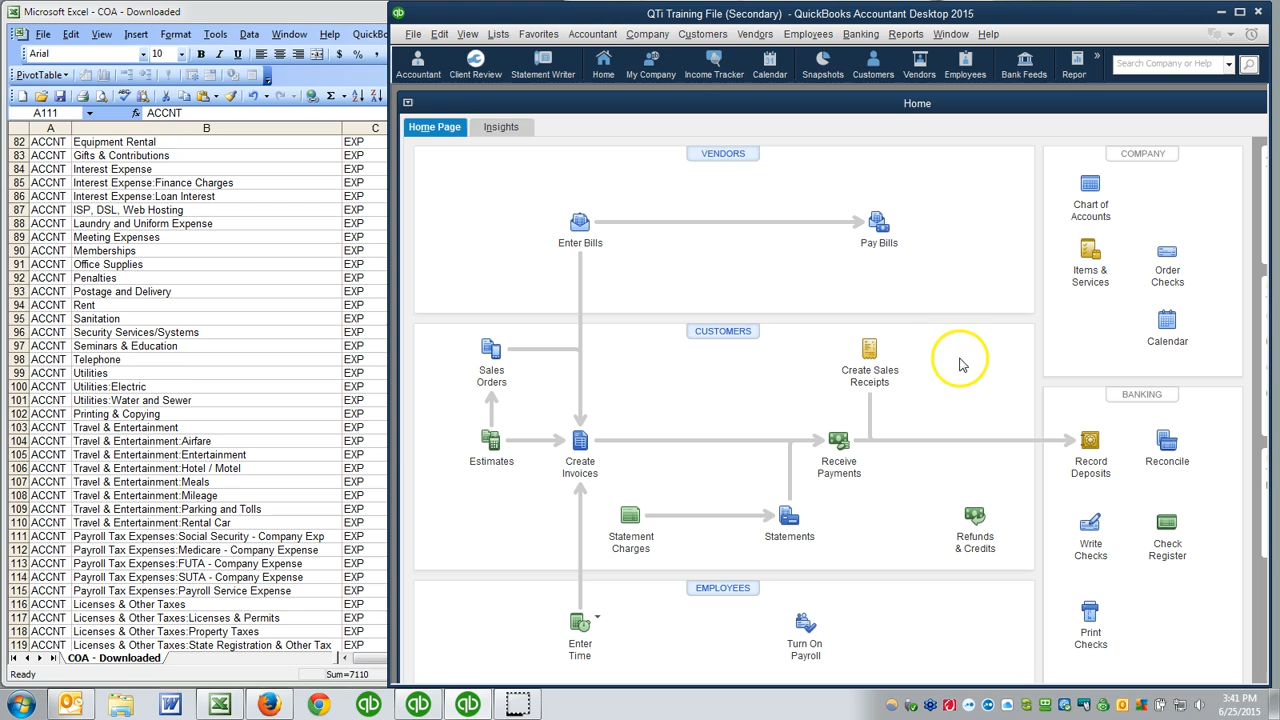 Microsoft Excel - COA - Downloaded
File Edit View Insert Format Tools Data Window Help QuickBo
Arial 10 B I U $ %
PivotTable
Σ
A111 fx ACCNT
A B C
82 ACCNT Equipment Rental EXP
83 ACCNT Gifts & Contributions EXP
84 ACCNT Interest Expense EXP
85 ACCNT Interest Expense:Finance Charges EXP
86 ACCNT Interest Expense:Loan Interest EXP
87 ACCNT ISP, DSL, Web Hosting EXP
88 ACCNT Laundry and Uniform Expense EXP
89 ACCNT Meeting Expenses EXP
90 ACCNT Memberships EXP
91 ACCNT Office Supplies EXP
92 ACCNT Penalties EXP
93 ACCNT Postage and Delivery EXP
94 ACCNT Rent EXP
95 ACCNT Sanitation EXP
96 ACCNT Security Services/Systems EXP
97 ACCNT Seminars & Education EXP
98 ACCNT Telephone EXP
99 ACCNT Utilities EXP
100 ACCNT Utilities:Electric EXP
101 ACCNT Utilities:Water and Sewer EXP
102 ACCNT Printing & Copying EXP
103 ACCNT Travel & Entertainment EXP
104 ACCNT Travel & Entertainment:Airfare EXP
105 ACCNT Travel & Entertainment:Entertainment EXP
106 ACCNT Travel & Entertainment:Hotel / Motel EXP
107 ACCNT Travel & Entertainment:Meals EXP
108 ACCNT Travel & Entertainment:Mileage EXP
109 ACCNT Travel & Entertainment:Parking and Tolls EXP
110 ACCNT Travel & Entertainment:Rental Car EXP
111 ACCNT Payroll Tax Expenses:Social Security - Company Exp EXP
112 ACCNT Payroll Tax Expenses:Medicare - Company Expense EXP
113 ACCNT Payroll Tax Expenses:FUTA - Company Expense EXP
114 ACCNT Payroll Tax Expenses:SUTA - Company Expense EXP
115 ACCNT Payroll Tax Expenses:Payroll Service Expense EXP
116 ACCNT Licenses & Other Taxes EXP
117 ACCNT Licenses & Other Taxes:Licenses & Permits EXP
118 ACCNT Licenses & Other Taxes:Property Taxes EXP
119 ACCNT Licenses & Other Taxes:State Registration & Other Tax EXP
COA - Downloaded
Ready Sum=7110
QTi Training File (Secondary) - QuickBooks Accountant Desktop 2015
File Edit View Lists Favorites Accountant Company Customers Vendors Employees Banking Reports Window Help
Accountant Client Review Statement Writer Home My Company Income Tracker Calendar Snapshots Customers Vendors Employees Bank Feeds Repor
Search Company or Help
Home
Home Page Insights
VENDORS
Enter Bills
Pay Bills
CUSTOMERS
Sales
Orders
Create Sales
Receipts
Estimates
Create
Invoices
Receive
Payments
Statement
Charges
Statements
Refunds
& Credits
EMPLOYEES
Enter
Time
Turn On
Payroll
COMPANY
Chart of
Accounts
Items &
Services
Order
Checks
Calendar
BANKING
Record
Deposits
Reconcile
Write
Checks
Check
Register
Print
Checks
3:41 PM
6/25/2015